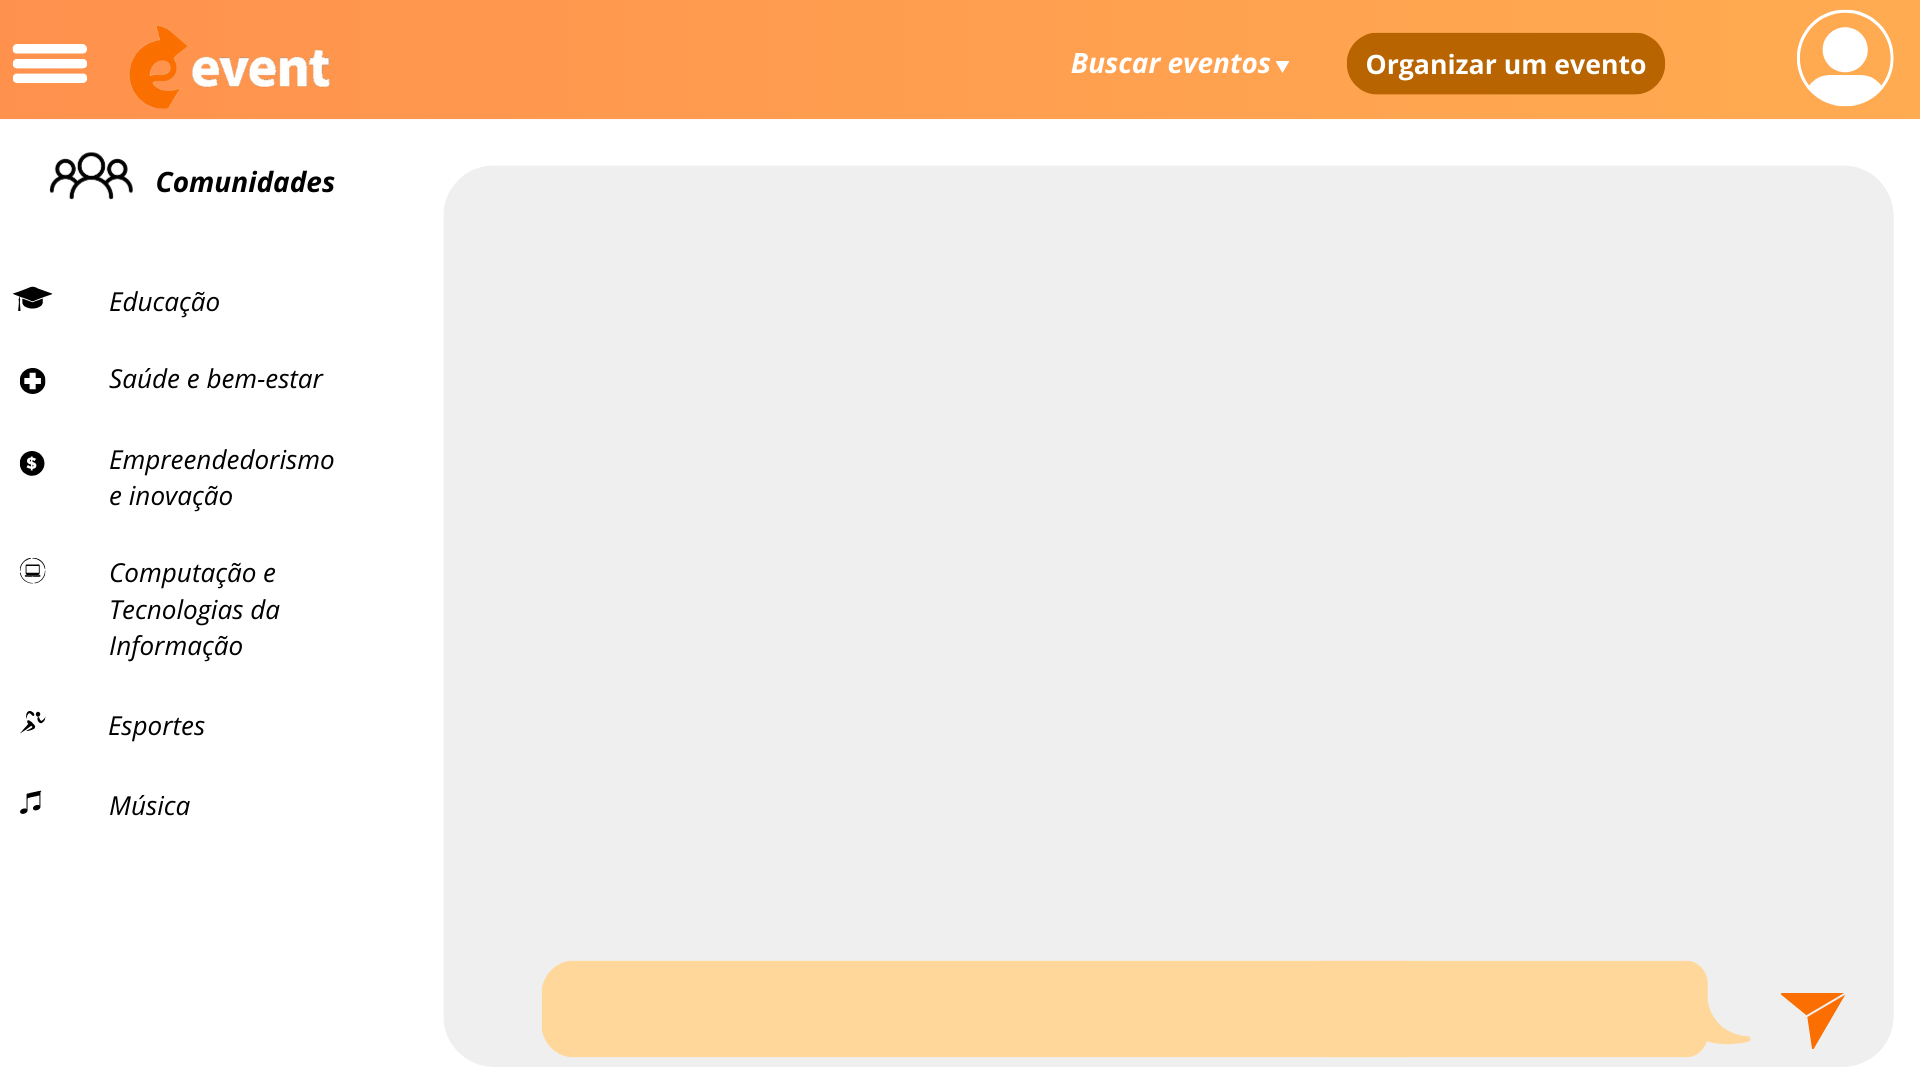 event
Buscar eventos
Organizar um evento
Comunidades
Educação
Saúde e bem-estar
Empreendedorismo
e inovação
Computação e
Tecnologias da
Informação
Esportes
Música